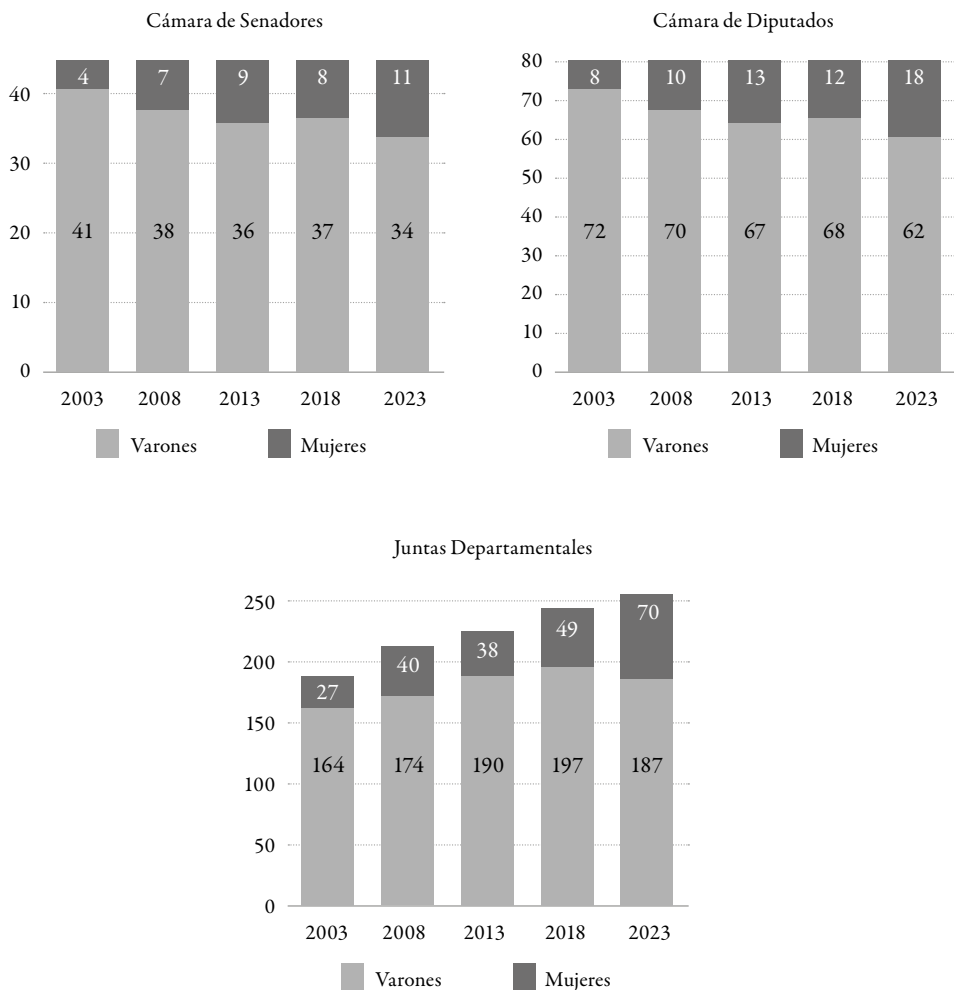 Cámara de Senadores
4 7 9 8 11
40
30
20
10
0
41 38 36 37 34
2003 2008 2013 2018 2023
Varones Mujeres
Cámara de Diputados
80
70
60
50
40
30
20
10
0
8 10 13 12 18
72 70 67 68 62
2003 2008 2013 2018 2023
Varones Mujeres
Juntas Departamentales
250
200
150
100
50
0
27 40 38 49 70
164 174 190 197 187
2003 2008 2013 2018 2023
Varones Mujeres